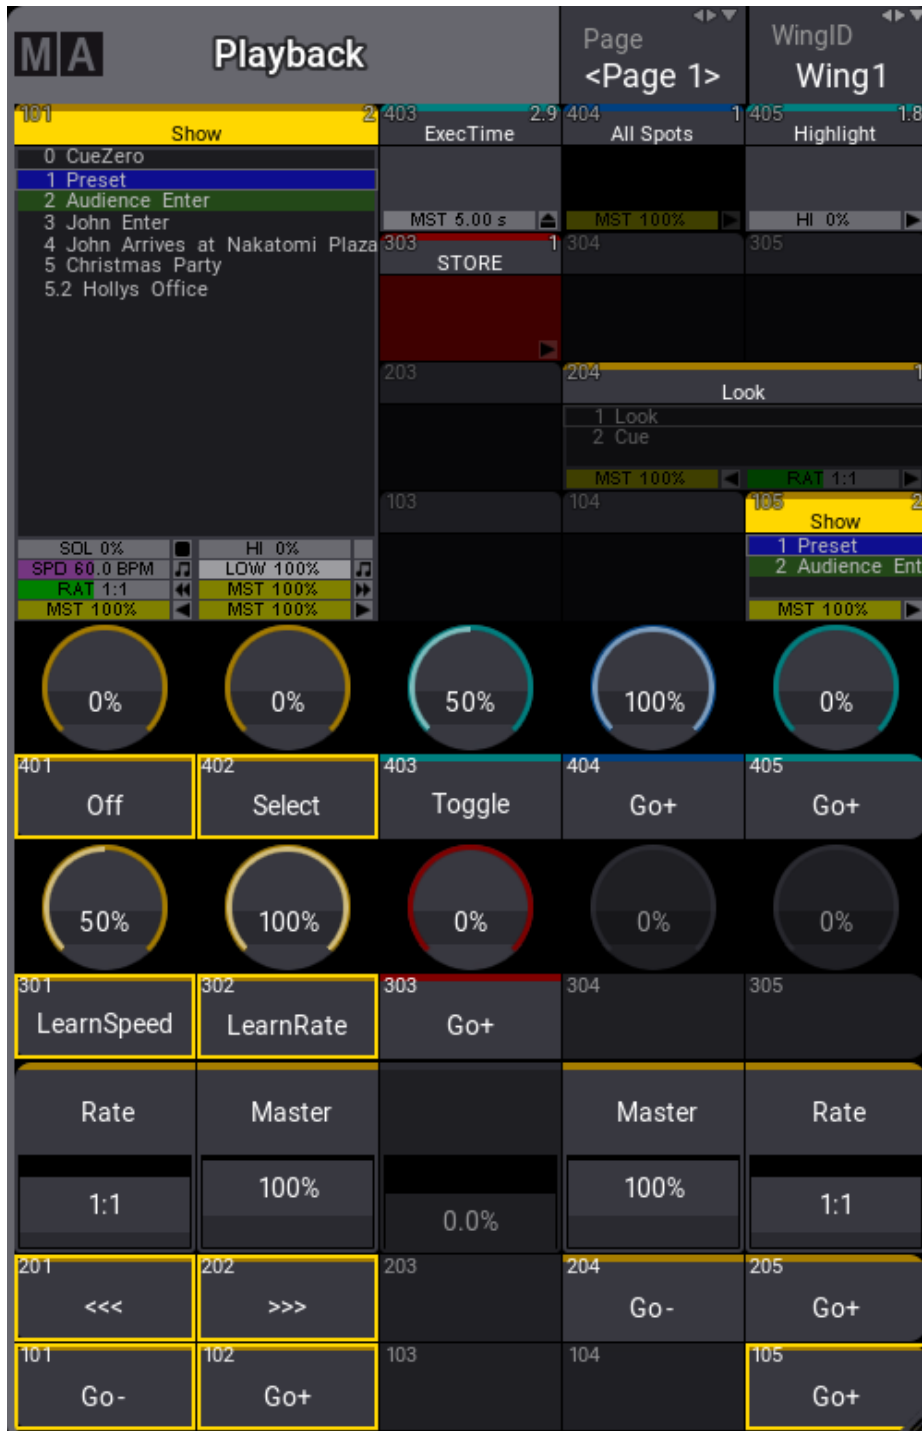 MA Playback Page WingID
<Page 1> Wing1
101 2 403 2.9 404 1 405 1.8
Show ExecTime All Spots Highlight
0 CueZero
1 Preset
2 Audience Enter
3 John Enter
4 John Arrives at Nakatomi Plaza
5 Christmas Party
5.2 Hollys Office
MST 5.00 s MST 100% HI 0%
303 1 304 305
STORE
203 204 1
Look
1 Look
2 Cue
MST 100% RAT 1:1
103 104 105 2
Show
1 Preset
2 Audience Ent
MST 100%
SOL 0% HI 0%
SPD 60.0 BPM LOW 100%
RAT 1:1 MST 100%
MST 100% MST 100%
0% 0% 50% 100% 0%
401 402 403 404 405
Off Select Toggle Go+ Go+
50% 100% 0% 0% 0%
301 302 303 304 305
LearnSpeed LearnRate Go+
Rate Master Master Rate
1:1 100% 0.0% 100% 1:1
201 202 203 204 205
<<< >>> Go- Go+
101 102 103 104 105
Go- Go+ Go+